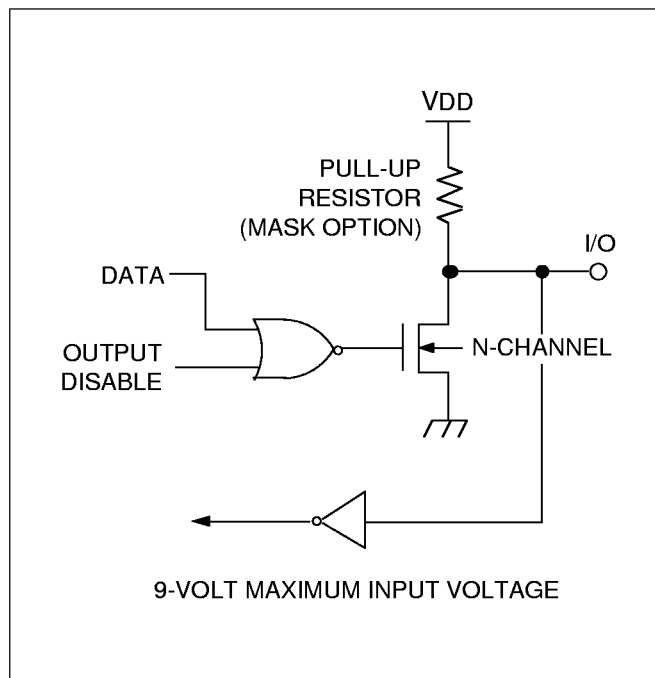 VDD
PULL-UP
RESISTOR
(MASK OPTION)
I/O
DATA
OUTPUT
DISABLE
N-CHANNEL
9-VOLT MAXIMUM INPUT VOLTAGE